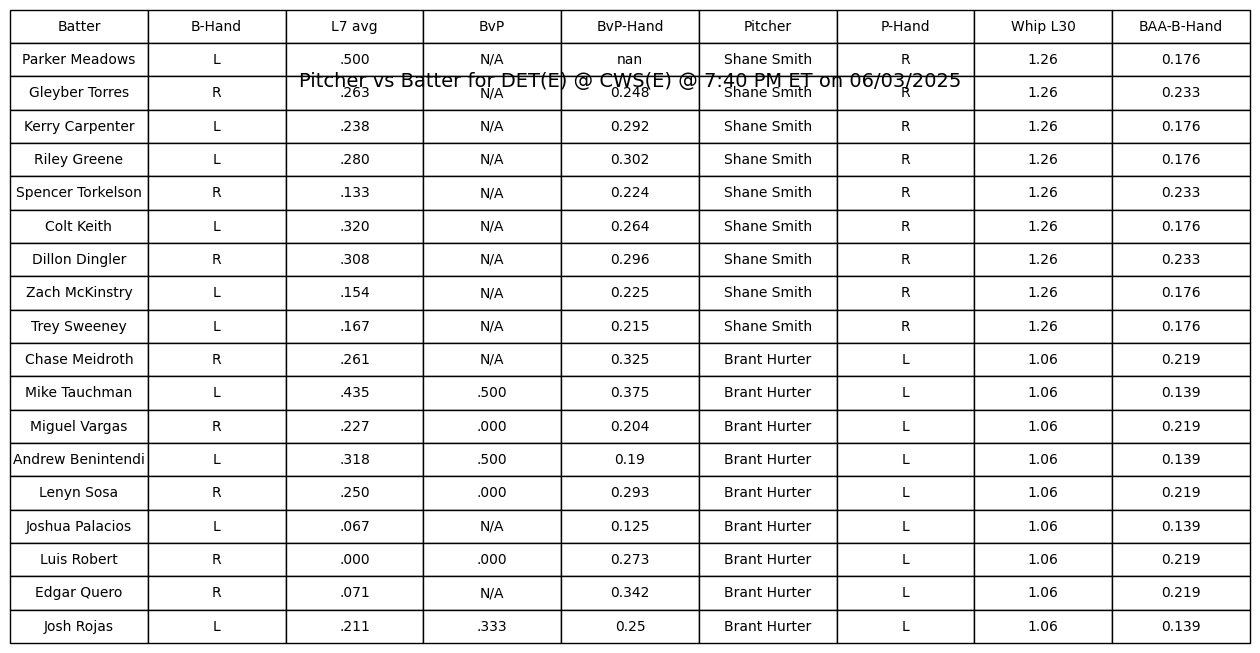 Batter B-Hand L7 avg BvP BvP-Hand Pitcher P-Hand Whip L30 BAA-B-Hand
Parker Meadows L .500 N/A nan Shane Smith R 1.26 0.176
Pitcher vs Batter for DET(E) @ CWS(E) @ 7:40 PM ET on 06/03/2025
Gleyber Torres R .263 N/A 0.248 Shane Smith R 1.26 0.233
Kerry Carpenter L .238 N/A 0.292 Shane Smith R 1.26 0.176
Riley Greene L .280 N/A 0.302 Shane Smith R 1.26 0.176
Spencer Torkelson R .133 N/A 0.224 Shane Smith R 1.26 0.233
Colt Keith L .320 N/A 0.264 Shane Smith R 1.26 0.176
Dillon Dingler R .308 N/A 0.296 Shane Smith R 1.26 0.233
Zach McKinstry L .154 N/A 0.225 Shane Smith R 1.26 0.176
Trey Sweeney L .167 N/A 0.215 Shane Smith R 1.26 0.176
Chase Meidroth R .261 N/A 0.325 Brant Hurter L 1.06 0.219
Mike Tauchman L .435 .500 0.375 Brant Hurter L 1.06 0.139
Miguel Vargas R .227 .000 0.204 Brant Hurter L 1.06 0.219
Andrew Benintendi L .318 .500 0.19 Brant Hurter L 1.06 0.139
Lenyn Sosa R .250 .000 0.293 Brant Hurter L 1.06 0.219
Joshua Palacios L .067 N/A 0.125 Brant Hurter L 1.06 0.139
Luis Robert R .000 .000 0.273 Brant Hurter L 1.06 0.219
Edgar Quero R .071 N/A 0.342 Brant Hurter L 1.06 0.219
Josh Rojas L .211 .333 0.25 Brant Hurter L 1.06 0.139